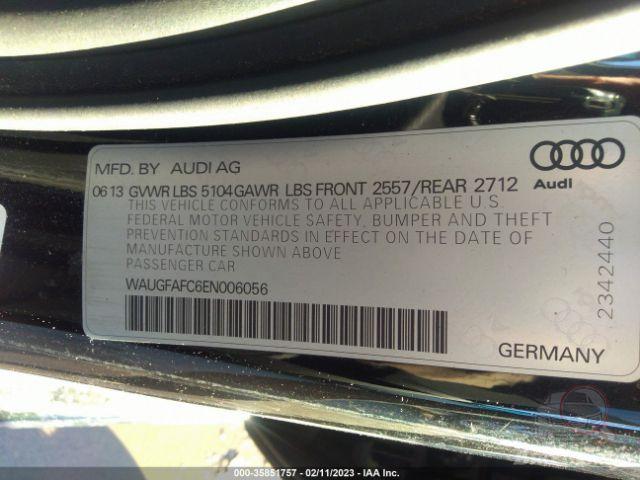 MFD. BY AUDI AG
Audi
06 13 GVWR LBS 5104 GAWR LBS FRONT 2557/REAR 2712
THIS VEHICLE CONFORMS TO ALL APPLICABLE U.S
FEDERAL MOTOR VEHICLE SAFETY, BUMPER AND THEFT
PREVENTION STANDARDS IN EFFECT ON THE DATE OF
MANUFACTURE SHOWN ABOVE
PASSENGER CAR
WAUGFAFC6EN006056
2342440
GERMANY
000-35851757 - 02/11/2023 - IAA Inc.